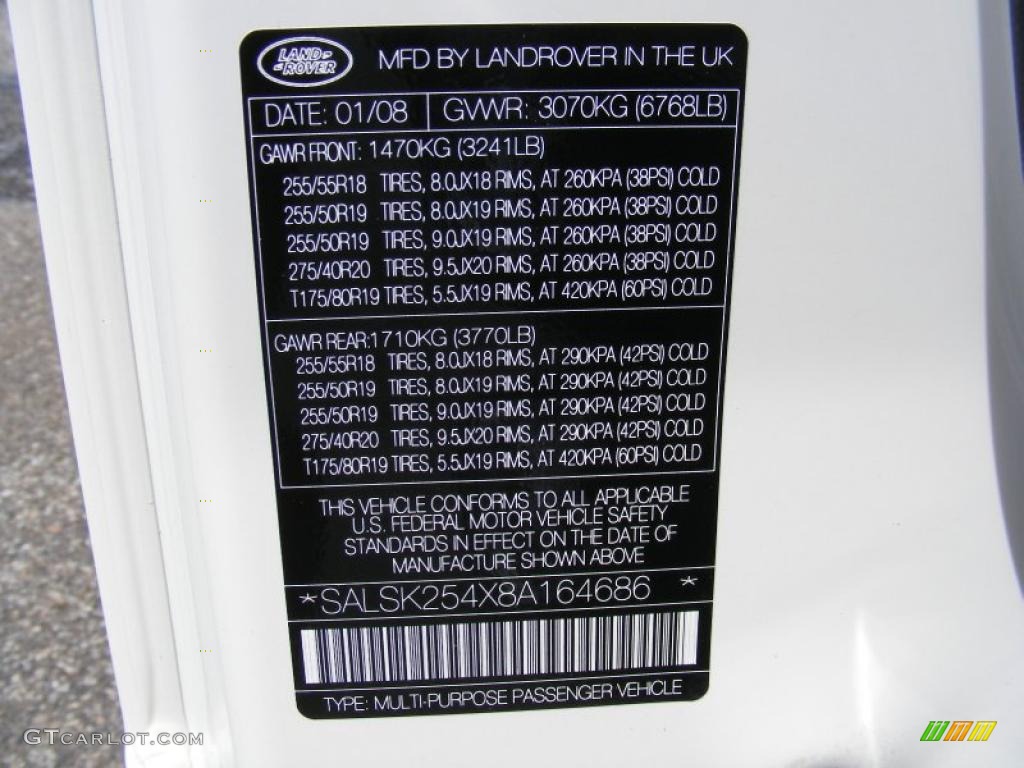 LAND-
-ROVER
MFD BY LANDROVER IN THE UK
DATE: 01/08 GVWR: 3070KG (6768LB)
GAWR FRONT: 1470KG (3241LB)
255/55R18 TIRES, 8.0JX18 RIMS, AT 260KPA (38PSI) COLD
255/50R19 TIRES, 8.0JX19 RIMS, AT 260KPA (38PSI) COLD
255/50R19 TIRES, 9.0JX19 RIMS, AT 260KPA (38PSI) COLD
275/40R20 TIRES, 9.5JX20 RIMS, AT 260KPA (38PSI) COLD
T175/80R19 TIRES, 5.5JX19 RIMS, AT 420KPA (60PSI) COLD
GAWR REAR: 1710KG (3770LB)
255/55R18 TIRES, 8.0JX18 RIMS, AT 290KPA (42PSI) COLD
255/50R19 TIRES, 8.0JX19 RIMS, AT 290KPA (42PSI) COLD
255/50R19 TIRES, 9.0JX19 RIMS, AT 290KPA (42PSI) COLD
275/40R20 TIRES, 9.5JX20 RIMS, AT 290KPA (42PSI) COLD
T175/80R19 TIRES, 5.5JX19 RIMS, AT 420KPA (60PSI) COLD
THIS VEHICLE CONFORMS TO ALL APPLICABLE
U.S. FEDERAL MOTOR VEHICLE SAFETY
STANDARDS IN EFFECT ON THE DATE OF
MANUFACTURE SHOWN ABOVE
*SALSK254X8A164686 *
TYPE: MULTI-PURPOSE PASSENGER VEHICLE
GTCARLOT.COM